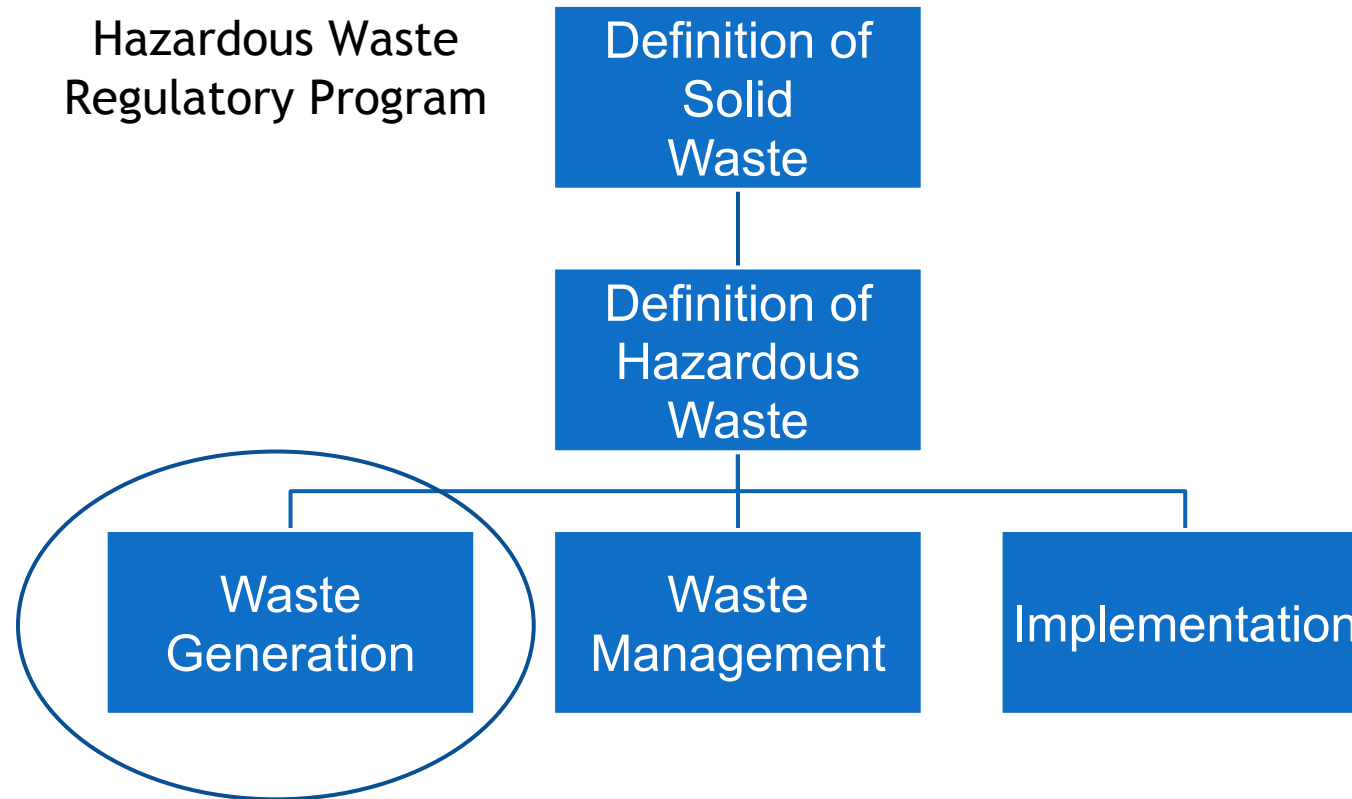 Hazardous Waste
Regulatory Program
Definition of
Solid
Waste
Definition of
Hazardous
Waste
Waste
Generation
Waste
Management
Implementation